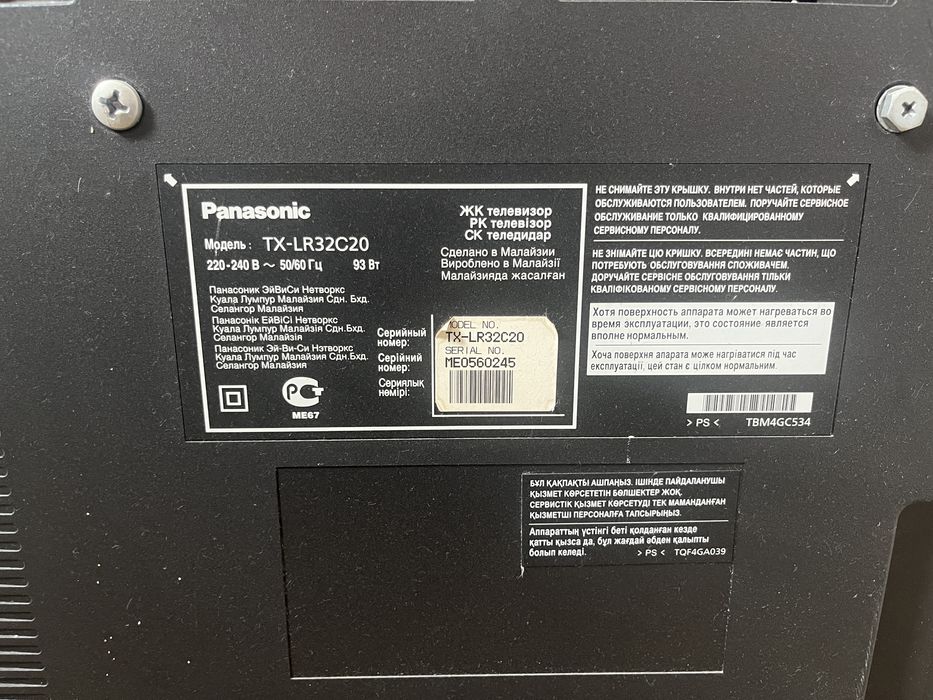 Panasonic
Модель: TX-LR32C20
220-240 В ~ 50/60 Гц 93 Вт
ЖК телевизор
РК телевізор
СК теледидар
Сделано в Малайзии
Вироблено в Малайзії
Малайзияда жасалған
Панасоник ЭйВиСи Нетворкс
Куала Лумпур Малайзия Сдн. Бхд.
Селангор Малайзия
Панасонік ЕйВіСі Нетворкс
Куала Лумпур Малайзія Сдн.Бхд.
Селангор Малайзія
Панасоник Эй-Ви-Си Нэтворкс
Куала Лумпур Малайзия Сдн.Бхд.
Селангор Малайзия
Серийный
номер:
Серійний
номер:
Сериялық
нөмірі:
MODEL NO.
TX-LR32C20
SERIAL NO.
ME0560245
РСТ
ME67
НЕ СНИМАЙТЕ ЭТУ КРЫШКУ. ВНУТРИ НЕТ ЧАСТЕЙ, КОТОРЫЕ
ОБСЛУЖИВАЮТСЯ ПОЛЬЗОВАТЕЛЕМ. ПОРУЧАЙТЕ СЕРВИСНОЕ
ОБСЛУЖИВАНИЕ ТОЛЬКО КВАЛИФИЦИРОВАННОМУ
СЕРВИСНОМУ ПЕРСОНАЛУ.
НЕ ЗНІМАЙТЕ ЦЮ КРИШКУ. ВСЕРЕДИНІ НЕМАЄ ЧАСТИН, ЩО
ПОТРЕБУЮТЬ ОБСЛУГОВУВАННЯ СПОЖИВАЧЕМ.
ДОРУЧАЙТЕ СЕРВІСНЕ ОБСЛУГОВУВАННЯ ТІЛЬКИ
КВАЛІФІКОВАНОМУ СЕРВІСНОМУ ПЕРСОНАЛУ.
Хотя поверхность аппарата может нагреваться во
время эксплуатации, это состояние является
вполне нормальным.
Хоча поверхня апарата може нагріватися під час
експлуатації, цей стан є цілком нормальним.
> PS < TBM4GC534
БҰЛ ҚАҚПАҚТЫ АШПАҢЫЗ. ІШІНДЕ ПАЙДАЛАНУШЫ
ҚЫЗМЕТ КӨРСЕТЕТІН БӨЛШЕКТЕР ЖОҚ.
СЕРВИСТІК ҚЫЗМЕТ КӨРСЕТУДІ ТЕК МАМАНДАНҒАН
ҚЫЗМЕТШІ ПЕРСОНАЛҒА ТАПСЫРЫҢЫЗ.
Аппараттың үстіңгі беті қолданған кезде
қатты қызса да, бұл жағдай әбден қалыпты
болып келеді. > PS < TQF4GA039